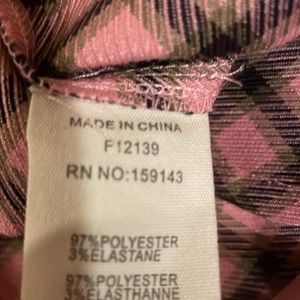 MADE IN CHINA
F12139
RN NO:159143
97%POLYESTER
3%ELASTANE
97%POLYESTER
3%ELASTHANNE